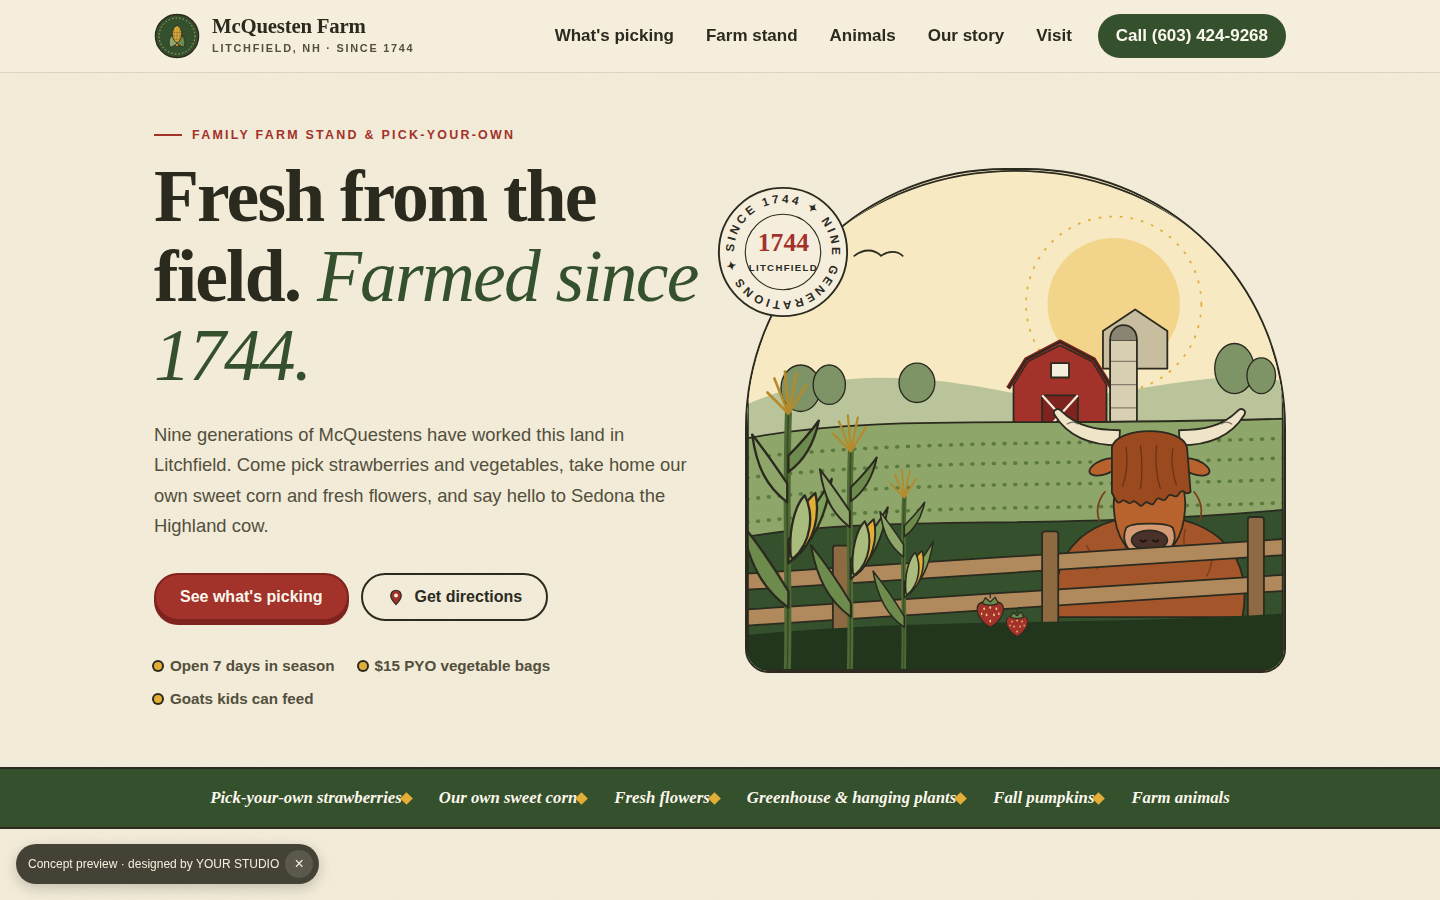 McQuesten Farm
LITCHFIELD, NH · SINCE 1744
What's picking
Farm stand
Animals
Our story
Visit
Call (603) 424-9268
FAMILY FARM STAND & PICK-YOUR-OWN
Fresh from the
field. Farmed since
1744.
Nine generations of McQuestens have worked this land in
Litchfield. Come pick strawberries and vegetables, take home our
own sweet corn and fresh flowers, and say hello to Sedona the
Highland cow.
See what's picking
Get directions
Open 7 days in season
$15 PYO vegetable bags
Goats kids can feed
SINCE 1744 ✦ NINE GENERATIONS ✦
1744
LITCHFIELD
Pick-your-own strawberries
Our own sweet corn
Fresh flowers
Greenhouse & hanging plants
Fall pumpkins
Farm animals
Concept preview · designed by YOUR STUDIO
×